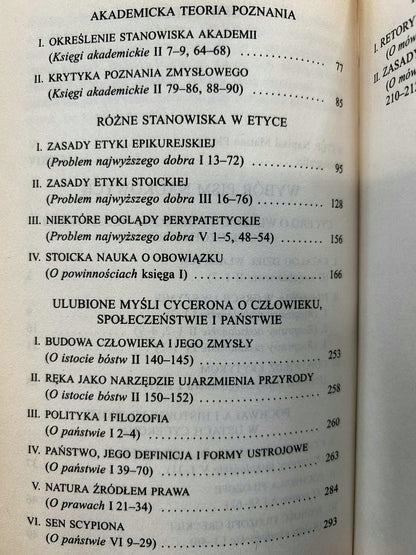 AKADEMICKA TEORIA POZNANIA
I. OKREŚLENIE STANOWISKA AKADEMII
(Księgi akademickie II 7–9, 64–68) 77
II. KRYTYKA POZNANIA ZMYSŁOWEGO
(Księgi akademickie II 79–86, 88–90) 85
RÓŻNE STANOWISKA W ETYCE
I. ZASADY ETYKI EPIKUREJSKIEJ
(Problem najwyższego dobra I 13–72) 95
II. ZASADY ETYKI STOICKIEJ
(Problem najwyższego dobra III 16–76) 128
III. NIEKTÓRE POGLĄDY PERYPATETYCKIE
(Problem najwyższego dobra V 1–5, 48–54) 156
IV. STOICKA NAUKA O OBOWIĄZKU
(O powinnościach księga I) 166
ULUBIONE MYŚLI CYCERONA O CZŁOWIEKU,
SPOŁECZEŃSTWIE I PAŃSTWIE
I. BUDOWA CZŁOWIEKA I JEGO ZMYSŁY
(O istocie bóstw II 140–145) 253
II. RĘKA JAKO NARZĘDZIE UJARZMIENIA PRZYRODY
(O istocie bóstw II 150–152) 258
III. POLITYKA I FILOZOFIA
(O państwie I 2–4) 260
IV. PAŃSTWO, JEGO DEFINICJA I FORMY USTROJOWE
(O państwie I 39–70) 263
V. NATURA ŹRÓDŁEM PRAWA
(O prawach I 21–34) 284
VI. SEN SCYPIONA
(O państwie VI 9–29) 293
I. RETORY
(O mów
II. ZASADY
(O mów
210–212